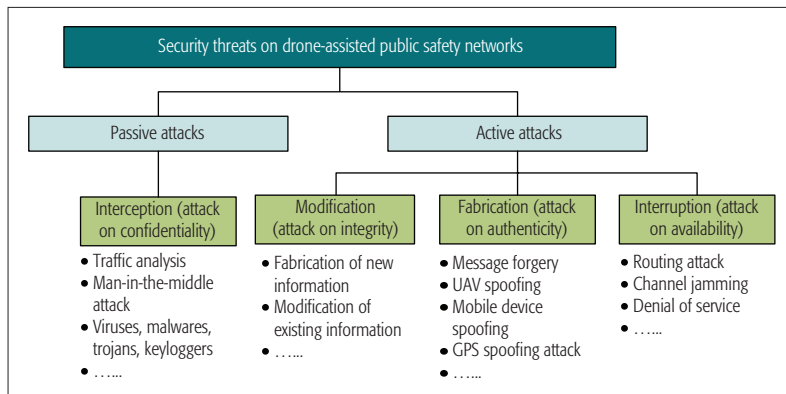 Security threats on drone-assisted public safety networks
Passive attacks
Active attacks
Interception (attack
on confidentiality)
• Traffic analysis
• Man-in-the-middle
attack
• Viruses, malwares,
trojans, keyloggers
• …...
Modification
(attack on integrity)
• Fabrication of new
information
• Modification of
existing information
• …...
Fabrication (attack
on authenticity)
• Message forgery
• UAV spoofing
• Mobile device
spoofing
• GPS spoofing attack
• …...
Interruption (attack
on availability)
• Routing attack
• Channel jamming
• Denial of service
• …...